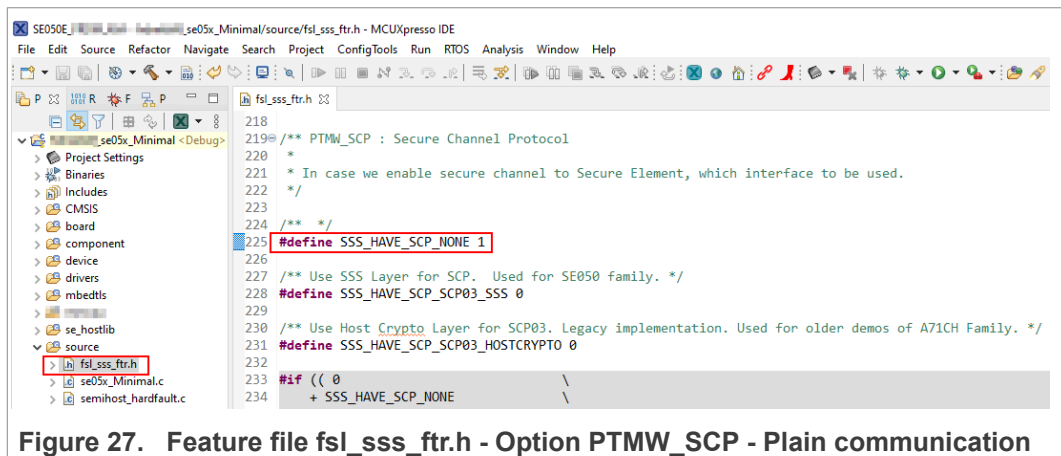 SE050E_ _se05x_Minimal/source/fsl_sss_ftr.h - MCUXpresso IDE
File Edit Source Refactor Navigate Search Project ConfigTools Run RTOS Analysis Window Help
P R F P
fsl_sss_ftr.h
_se05x_Minimal <Debug>
Project Settings
Binaries
Includes
CMSIS
board
component
device
drivers
mbedtls
se_hostlib
source
fsl_sss_ftr.h
se05x_Minimal.c
semihost_hardfault.c
218
219 /** PTMW_SCP : Secure Channel Protocol
220 *
221 * In case we enable secure channel to Secure Element, which interface to be used.
222 */
223
224 /** */
225 #define SSS_HAVE_SCP_NONE 1
226
227 /** Use SSS Layer for SCP. Used for SE050 family. */
228 #define SSS_HAVE_SCP_SCP03_SSS 0
229
230 /** Use Host Crypto Layer for SCP03. Legacy implementation. Used for older demos of A71CH Family. */
231 #define SSS_HAVE_SCP_SCP03_HOSTCRYPTO 0
232
233 #if (( 0 \
234 + SSS_HAVE_SCP_NONE \
Figure 27. Feature file fsl_sss_ftr.h - Option PTMW_SCP - Plain communication